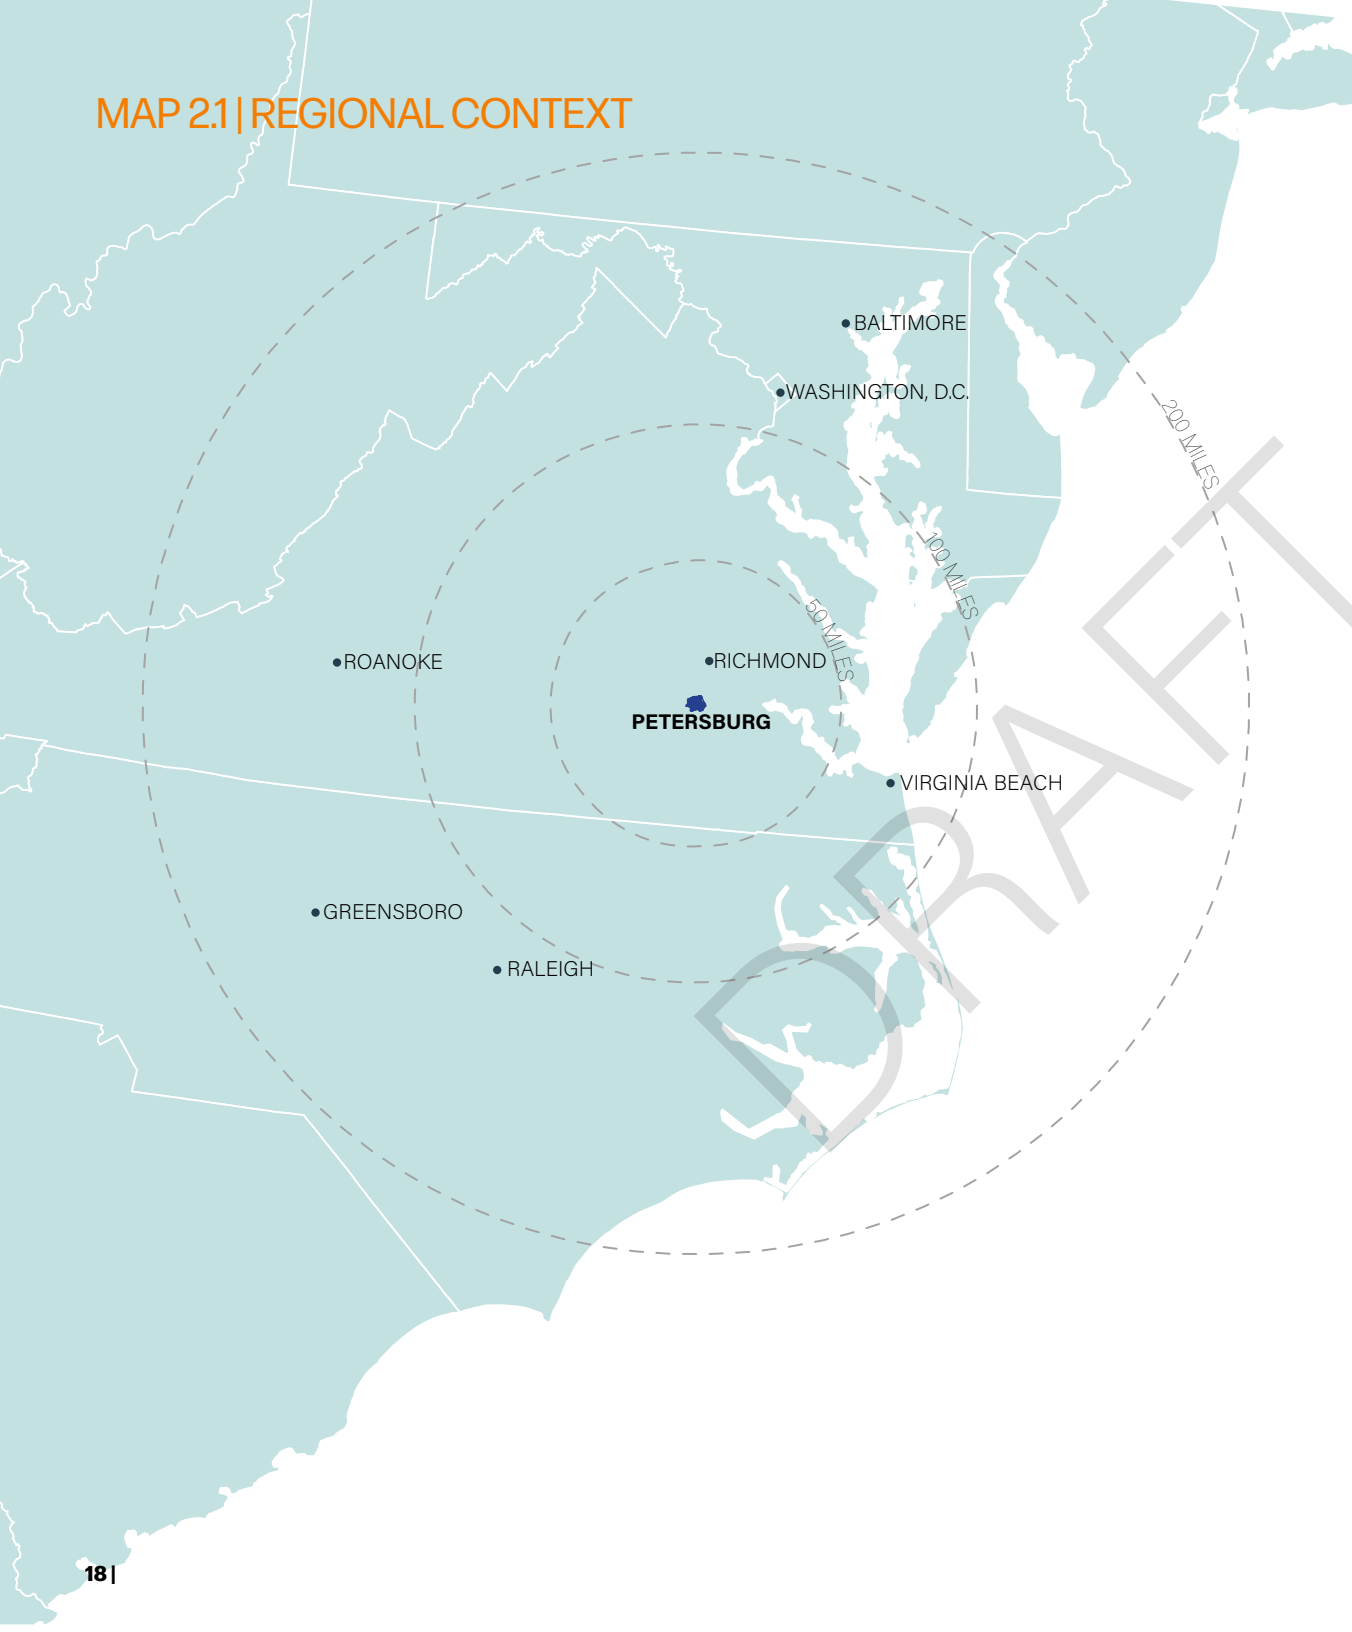 MAP 2.1 | REGIONAL CONTEXT
BALTIMORE
WASHINGTON, D.C.
200 MILES
100 MILES
50 MILES
ROANOKE
RICHMOND
PETERSBURG
VIRGINIA BEACH
GREENSBORO
RALEIGH
DRAFT
18 |